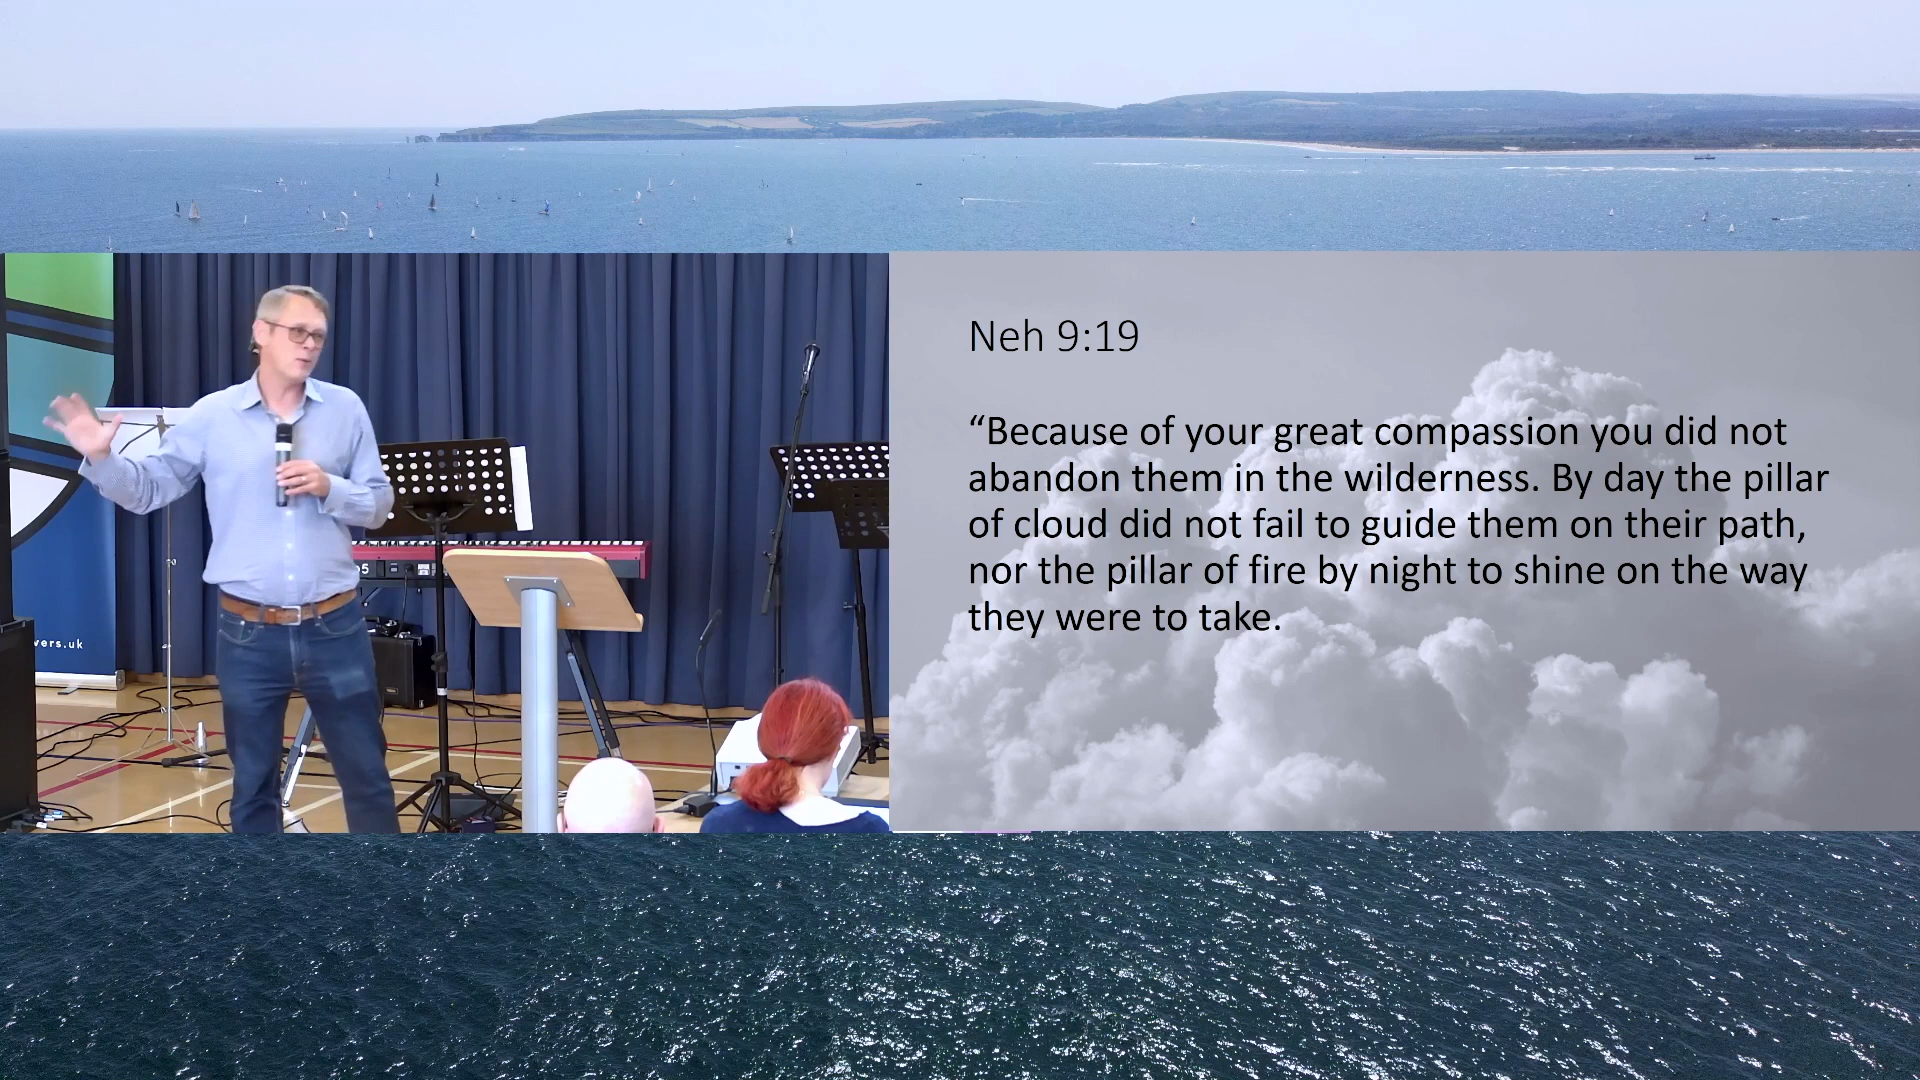 Neh 9:19
“Because of your great compassion you did not
abandon them in the wilderness. By day the pillar
of cloud did not fail to guide them on their path,
nor the pillar of fire by night to shine on the way
they were to take.
vers.uk